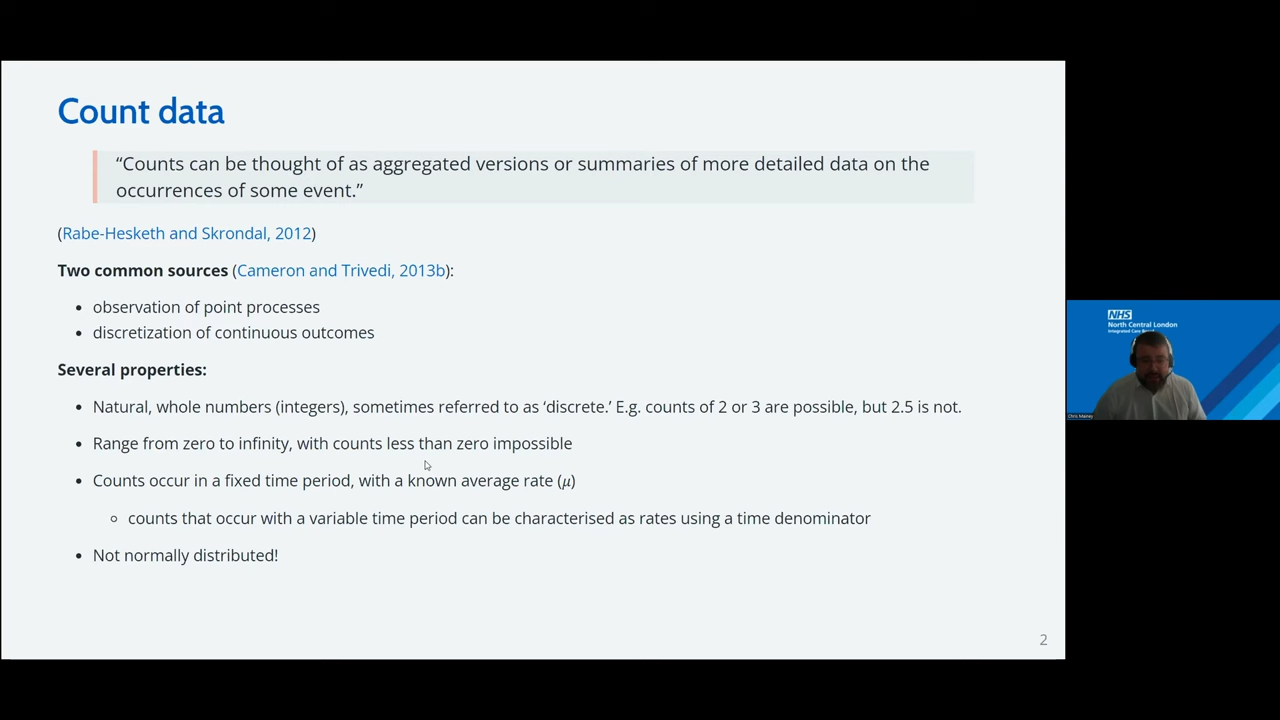 Count data
“Counts can be thought of as aggregated versions or summaries of more detailed data on the
occurrences of some event.”
(Rabe-Hesketh and Skrondal, 2012)
Two common sources (Cameron and Trivedi, 2013b):
• observation of point processes
• discretization of continuous outcomes
Several properties:
• Natural, whole numbers (integers), sometimes referred to as ‘discrete.’ E.g. counts of 2 or 3 are possible, but 2.5 is not.
• Range from zero to infinity, with counts less than zero impossible
• Counts occur in a fixed time period, with a known average rate (μ)
◦ counts that occur with a variable time period can be characterised as rates using a time denominator
• Not normally distributed!
2
NHS
North Central London
Integrated Care
Chris Mainey